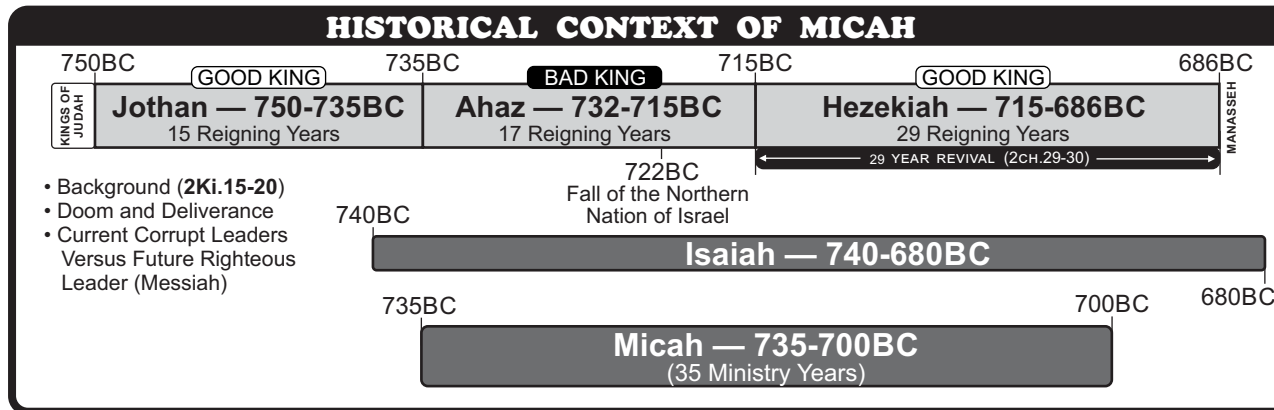 HISTORICAL CONTEXT OF MICAH
750BC 735BC 715BC 686BC
GOOD KING BAD KING GOOD KING
KINGS OF
JUDAH
Jothan — 750-735BC
15 Reigning Years
Ahaz — 732-715BC
17 Reigning Years
Hezekiah — 715-686BC
29 Reigning Years
MANASSEH
29 YEAR REVIVAL (2CH.29-30)
722BC
Fall of the Northern
Nation of Israel
• Background (2Ki.15-20)
• Doom and Deliverance
• Current Corrupt Leaders
Versus Future Righteous
Leader (Messiah)
740BC
Isaiah — 740-680BC
680BC
735BC
700BC
Micah — 735-700BC
(35 Ministry Years)